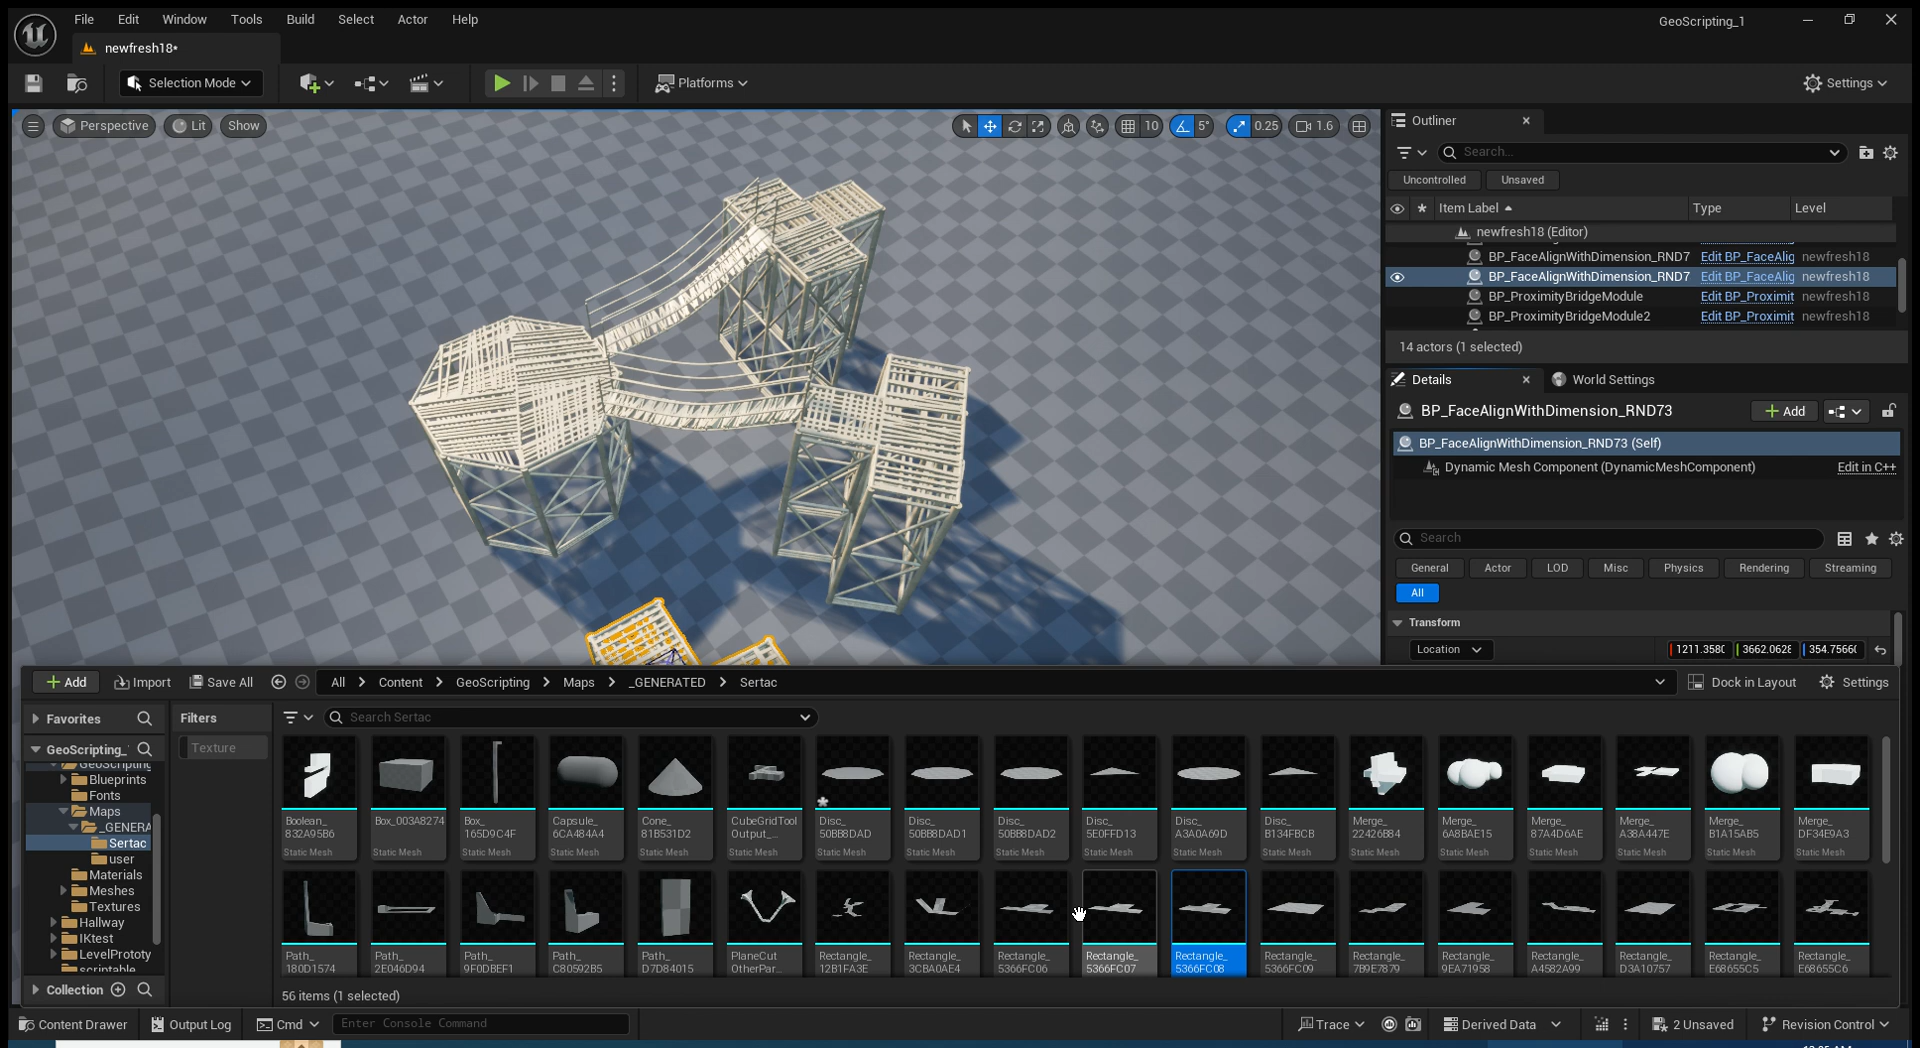 File Edit Window Tools Build Select Actor Help
GeoScripting_1
newfresh18*
Selection Mode
Platforms
Settings
Perspective Lit Show
10 5° 0.25 1.6
Outliner
Search...
Uncontrolled Unsaved
Item Label Type Level
newfresh18 (Editor)
BP_FaceAlignWithDimension_RND7 Edit BP_FaceAlig newfresh18
BP_FaceAlignWithDimension_RND7 Edit BP_FaceAlig newfresh18
BP_ProximityBridgeModule Edit BP_Proximit newfresh18
BP_ProximityBridgeModule2 Edit BP_Proximit newfresh18
14 actors (1 selected)
Details World Settings
BP_FaceAlignWithDimension_RND73
Add
BP_FaceAlignWithDimension_RND73 (Self)
Dynamic Mesh Component (DynamicMeshComponent) Edit in C++
Search
General Actor LOD Misc Physics Rendering Streaming
All
Transform
Location 1211.358 3662.0628 354.7566
Add Import Save All All Content GeoScripting Maps _GENERATED Sertac Dock in Layout Settings
Favorites
GeoScripting_
GeoScripting
Blueprints
Fonts
Maps
_GENERA
Sertac
user
Materials
Meshes
Textures
Hallway
IKtest
LevelPrototy
scriptable
Collection
Filters
Texture
Search Sertac
Boolean_ Box_003A8274 Box_ Capsule_ Cone_ CubeGridTool Disc_ Disc_ Disc_ Disc_ Disc_ Disc_ Merge_ Merge_ Merge_ Merge_ Merge_ Merge_
832A95B6 165D9C4F 6CA484A4 81B531D2 Output_... 50BB8DAD 50BB8DAD1 50BB8DAD2 5E0FFD13 A3A0A69D B134FBCB 22426B84 6A8BAE15 87A4D6AE A38A447E B1A15AB5 DF34E9A3
Static Mesh Static Mesh Static Mesh Static Mesh Static Mesh Static Mesh Static Mesh Static Mesh Static Mesh Static Mesh Static Mesh Static Mesh Static Mesh Static Mesh Static Mesh Static Mesh Static Mesh Static Mesh
Path_ Path_ Path_ Path_ Path_ PlaneCut Rectangle_ Rectangle_ Rectangle_ Rectangle_ Rectangle_ Rectangle_ Rectangle_ Rectangle_ Rectangle_ Rectangle_ Rectangle_ Rectangle_
180D1574 2E046D94 9F0DBEF1 C80592B5 D7D84015 OtherPar... 12B1FA3E 3CBA0AE4 5366FC06 5366FC07 5366FC08 5366FC09 7B9E7879 9EA71958 A4582A99 D3A10757 E68655C5 E68655C6
56 items (1 selected)
Content Drawer Output Log Cmd Enter Console Command Trace Derived Data 2 Unsaved Revision Control